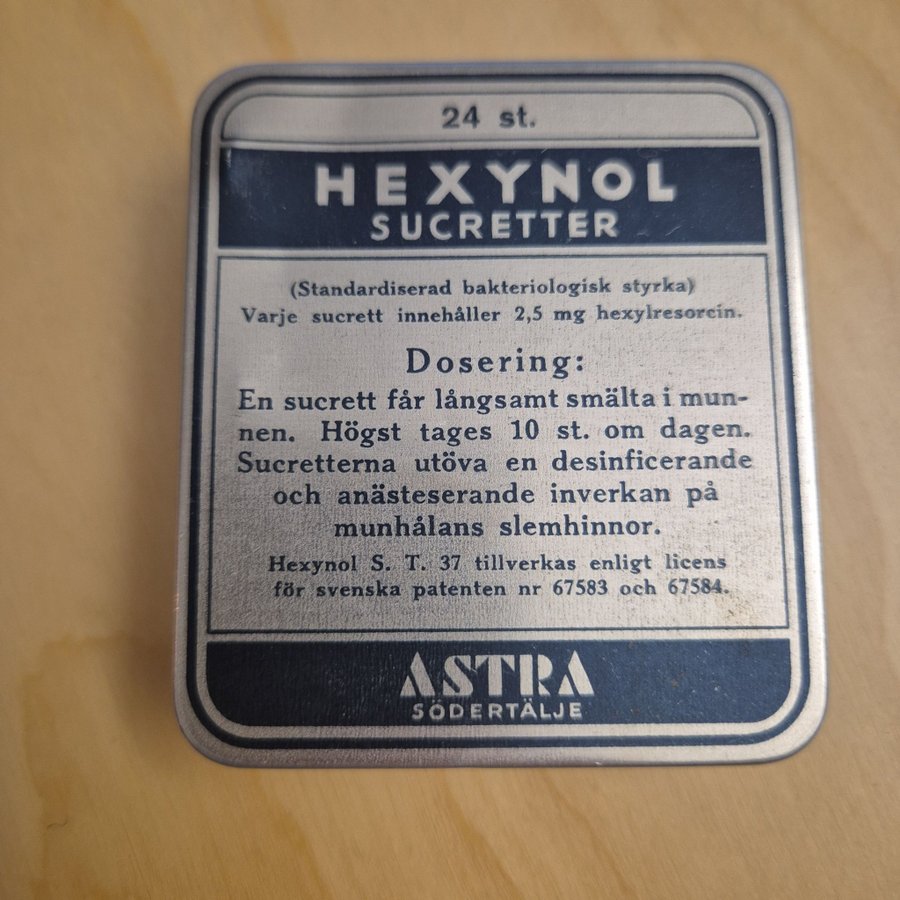 24 st.
HEXYNOL
SUCRETTER
(Standardiserad bakteriologisk styrka)
Varje sucrett innehåller 2,5 mg hexylresorcin.
Dosering:
En sucrett får långsamt smälta i mun-
nen. Högst tages 10 st. om dagen.
Sucretterna utöva en desinficerande
och anästeserande inverkan på
munhålans slemhinnor.
Hexynol S. T. 37 tillverkas enligt licens
för svenska patenten nr 67583 och 67584.
ASTRA
SÖDERTÄLJE